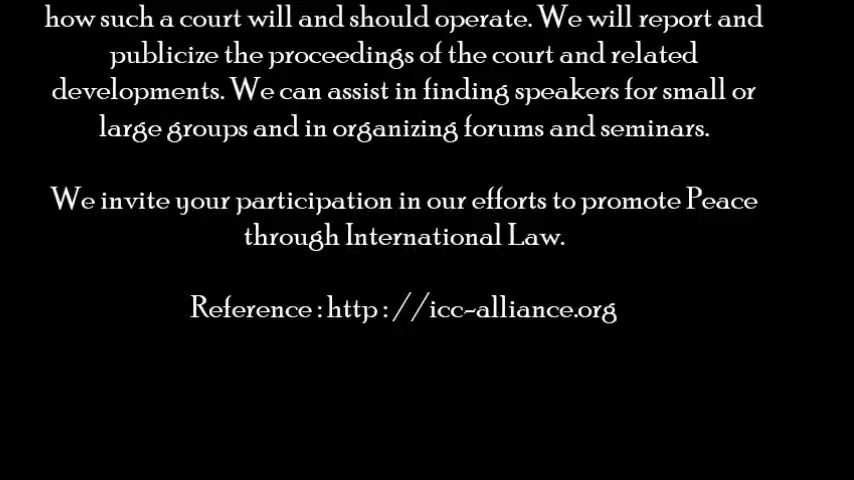 how such a court will and should operate. We will report and
publicize the proceedings of the court and related
developments. We can assist in finding speakers for small or
large groups and in organizing forums and seminars.
We invite your participation in our efforts to promote Peace
through International Law.
Reference : http : //icc-alliance.org